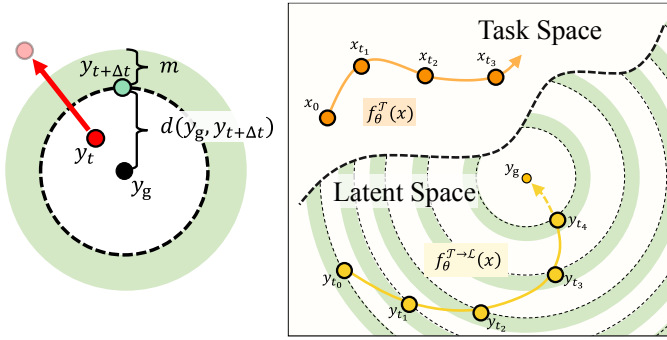 y_{t+Δt}
m
d(y_g, y_{t+Δt})
y_t
y_g
Task Space
x_0
x_{t_1}
x_{t_2}
x_{t_3}
f_θ^𝒯(x)
Latent Space
y_g
f_θ^{𝒯→ℒ}(x)
y_{t_4}
y_{t_0}
y_{t_1}
y_{t_2}
y_{t_3}